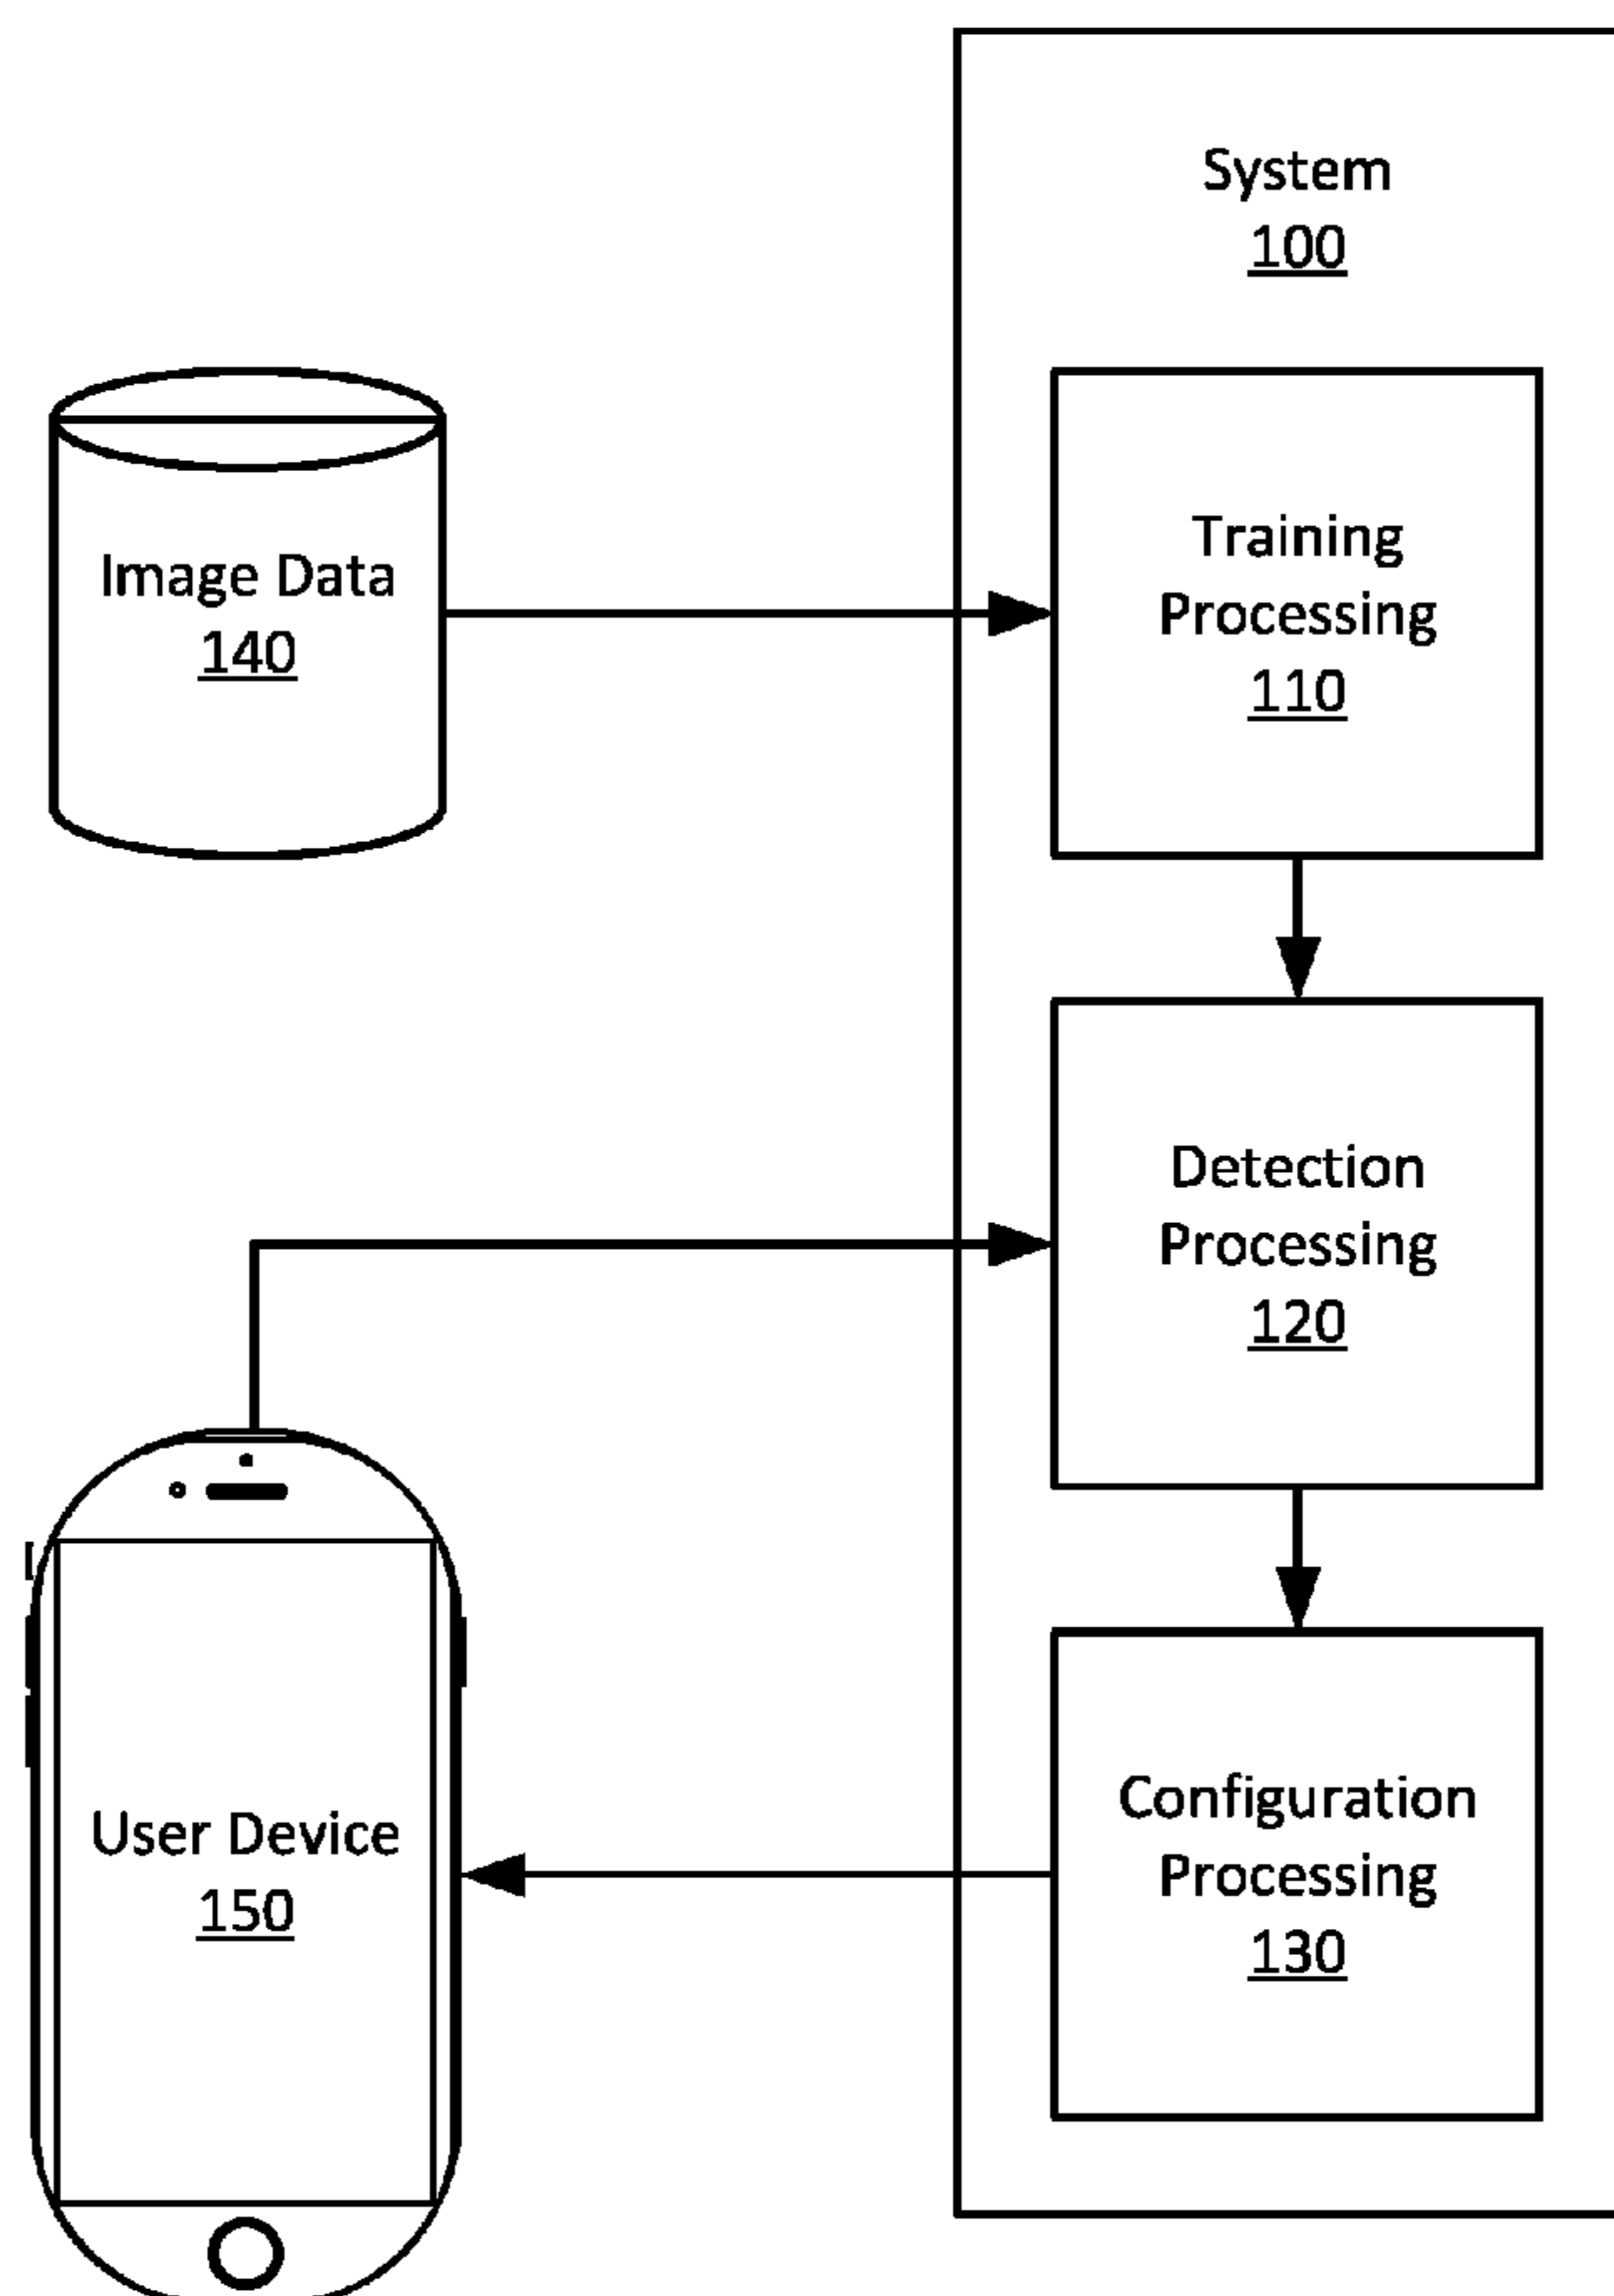 System
100
Image Data
140
Training
Processing
110
Detection
Processing
120
User Device
150
Configuration
Processing
130